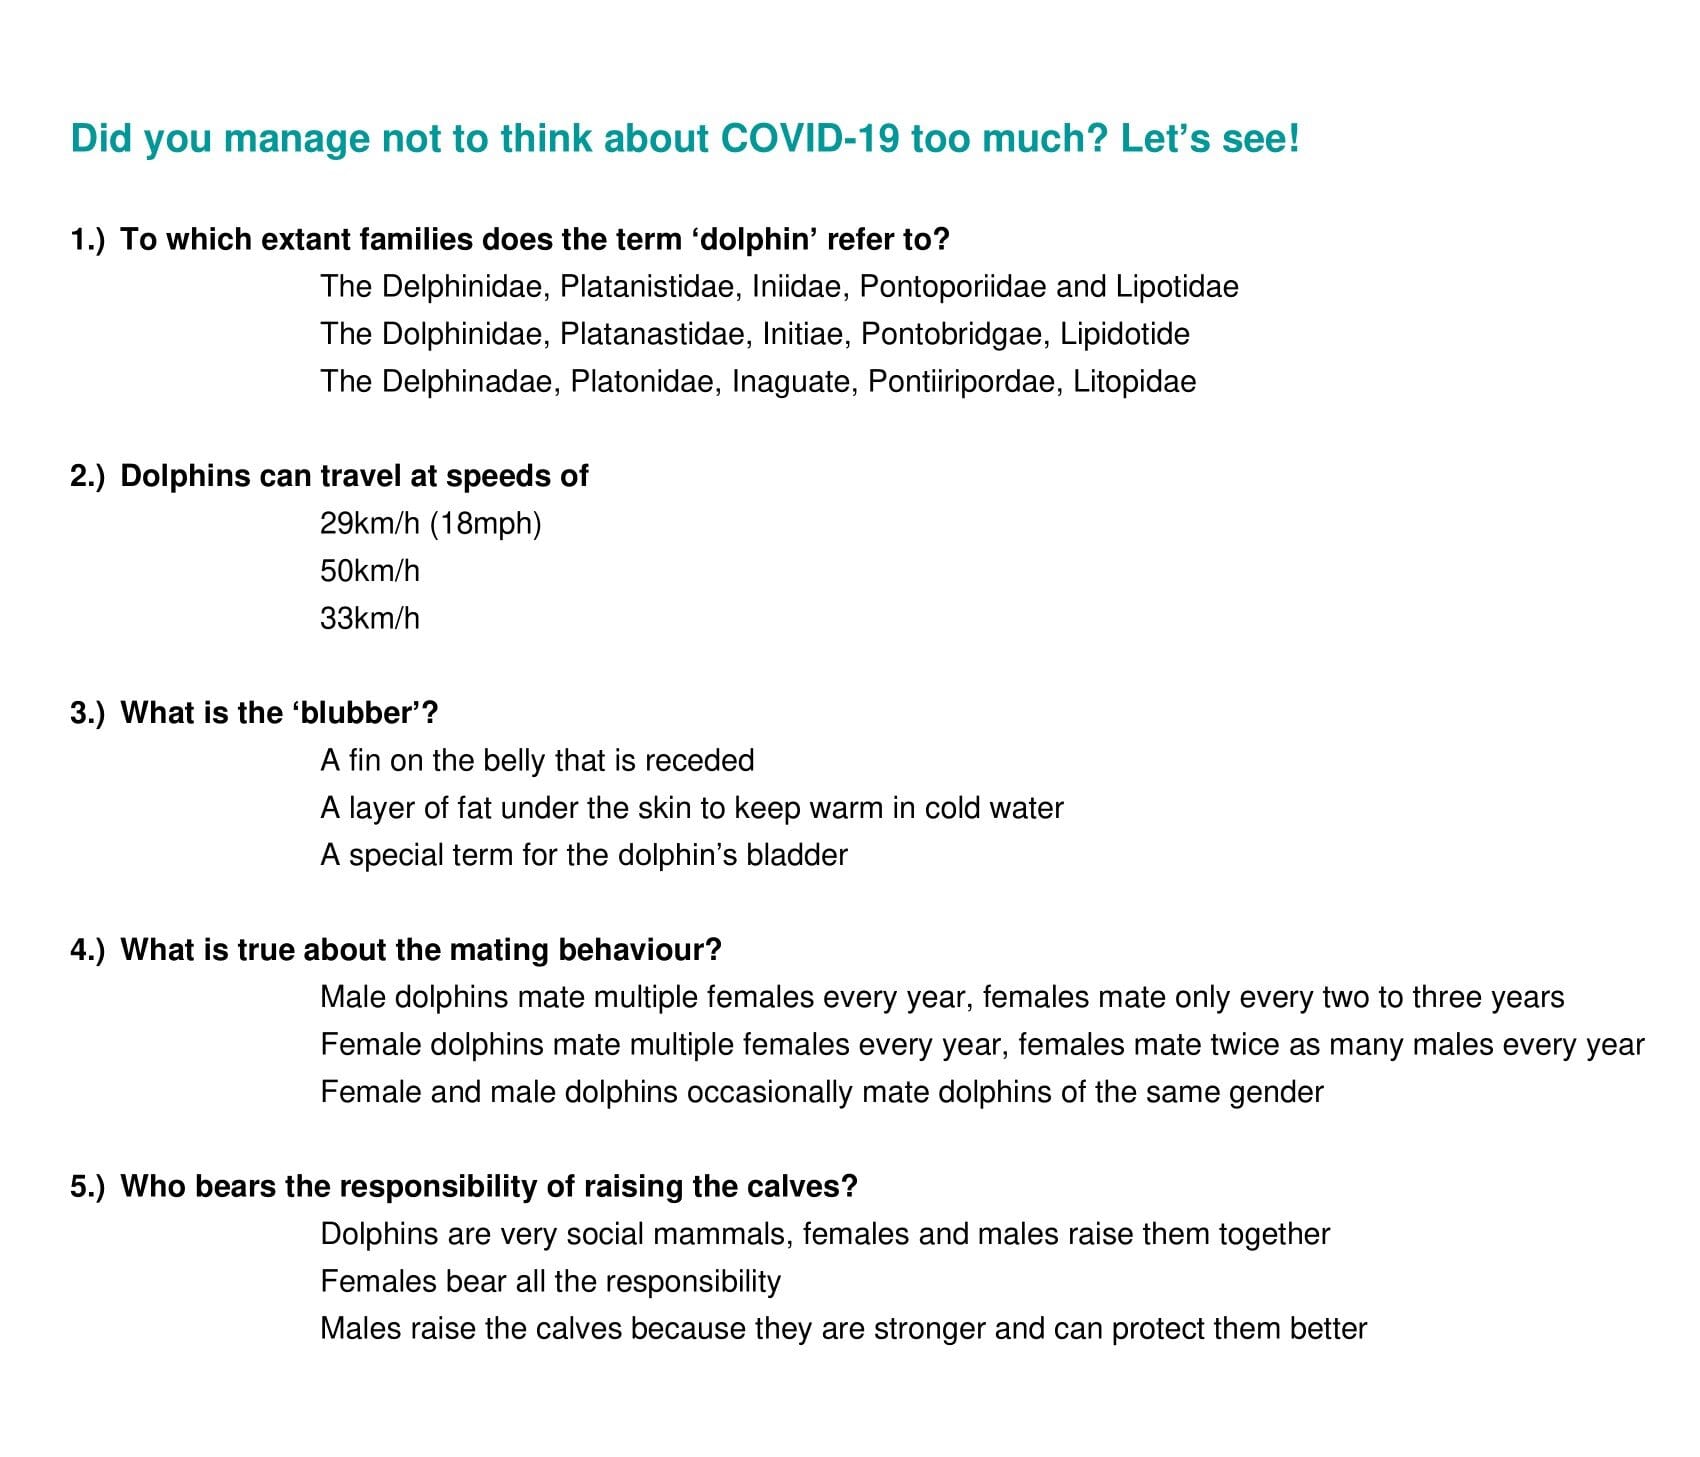 Did you manage not to think about COVID-19 too much? Let’s see!
1.) To which extant families does the term ‘dolphin’ refer to?
The Delphinidae, Platanistidae, Iniidae, Pontoporiidae and Lipotidae
The Dolphinidae, Platanastidae, Initiae, Pontobridgae, Lipidotide
The Delphinadae, Platonidae, Inaguate, Pontiiripordae, Litopidae
2.) Dolphins can travel at speeds of
29km/h (18mph)
50km/h
33km/h
3.) What is the ‘blubber’?
A fin on the belly that is receded
A layer of fat under the skin to keep warm in cold water
A special term for the dolphin’s bladder
4.) What is true about the mating behaviour?
Male dolphins mate multiple females every year, females mate only every two to three years
Female dolphins mate multiple females every year, females mate twice as many males every year
Female and male dolphins occasionally mate dolphins of the same gender
5.) Who bears the responsibility of raising the calves?
Dolphins are very social mammals, females and males raise them together
Females bear all the responsibility
Males raise the calves because they are stronger and can protect them better